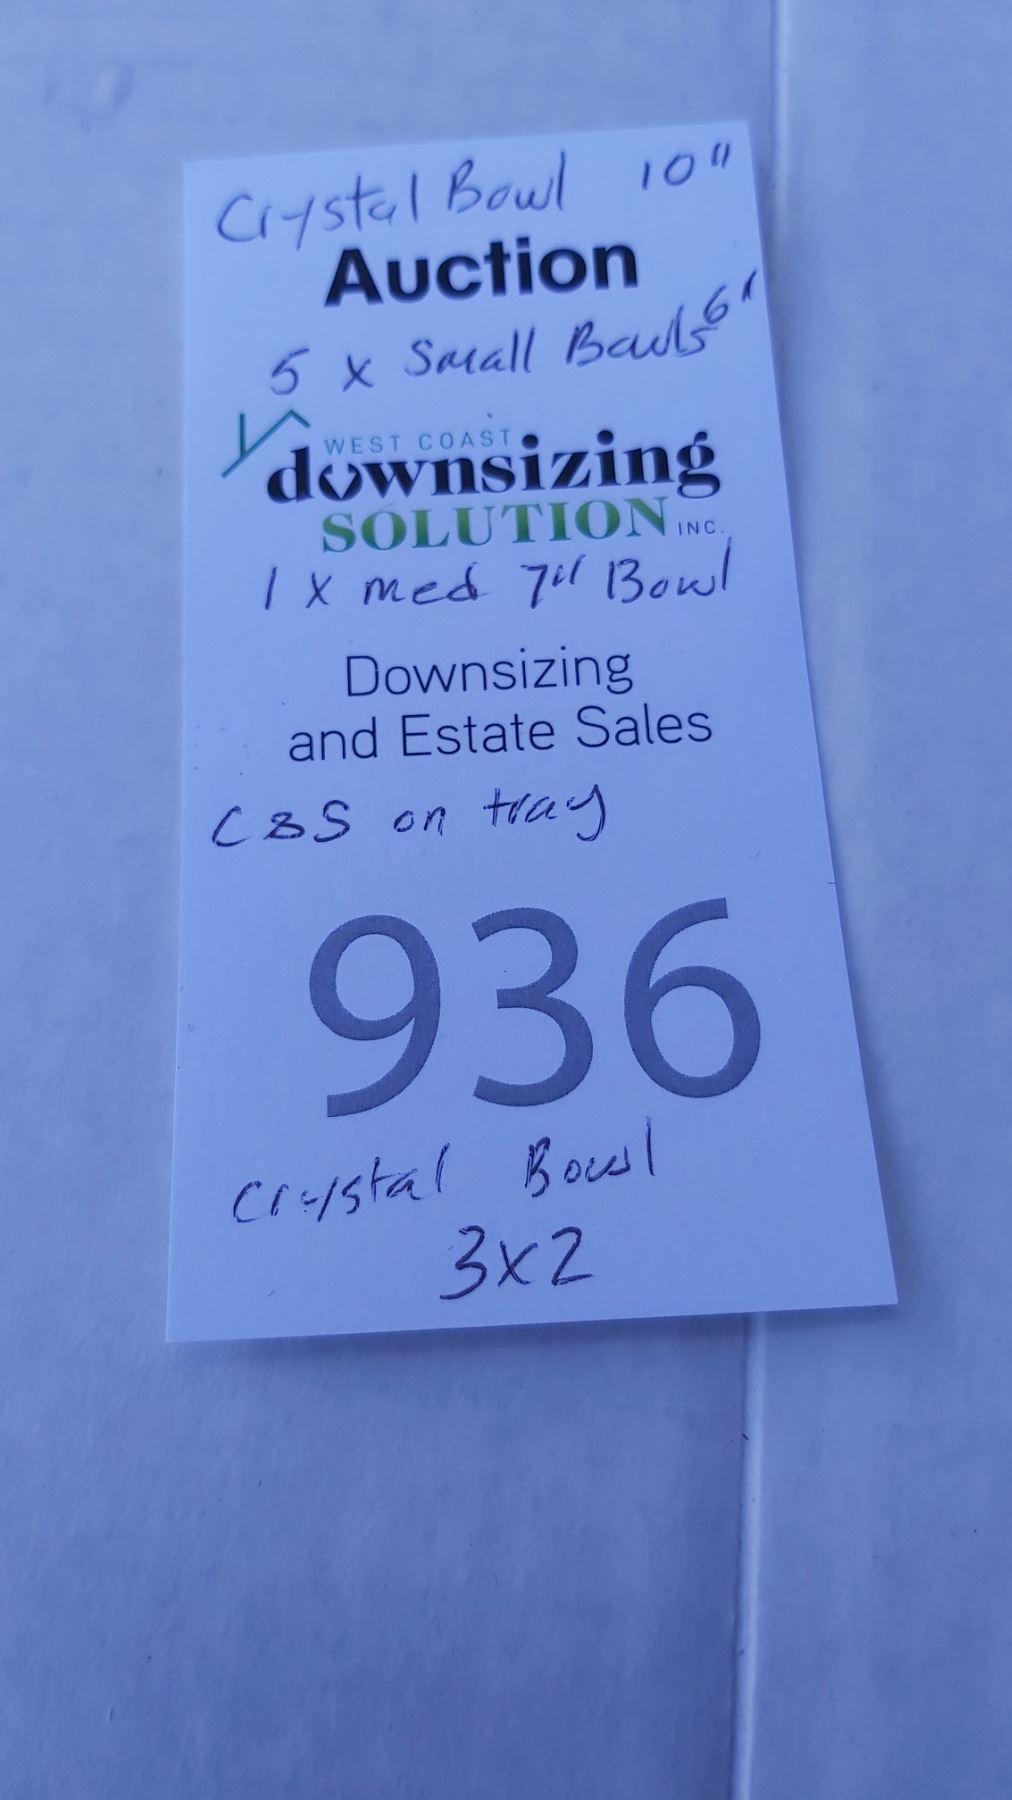 Crystal Bowl 10"
Auction
5 x Small Bowls 6"
WEST COAST
downsizing
SOLUTION INC.
1 x med 7" Bowl
Downsizing
and Estate Sales
C&S on tray
936
Crystal Bowl
3x2